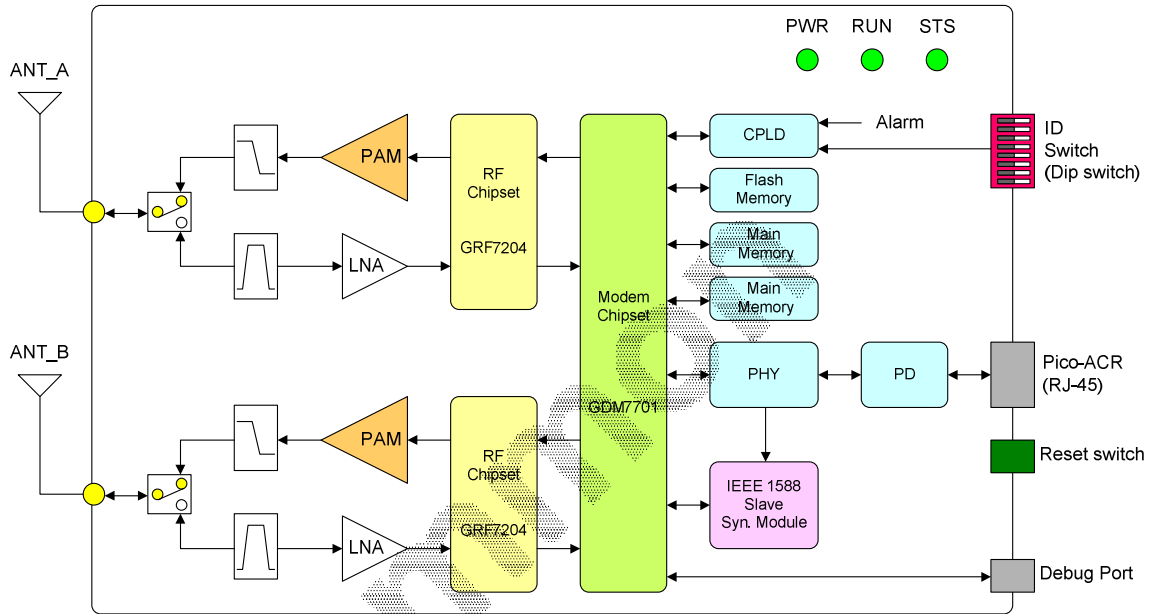 PWR
RUN
STS
ANT_A
PAM
LNA
RF
Chipset
GRF7204
CPLD
Alarm
Flash
Memory
Main
Memory
Main
Memory
ID
Switch
(Dip switch)
Modem
Chipset
GDM7701
ANT_B
PAM
LNA
RF
Chipset
GRF7204
PHY
PD
Pico-ACR
(RJ-45)
Reset switch
IEEE 1588
Slave
Syn. Module
Debug Port